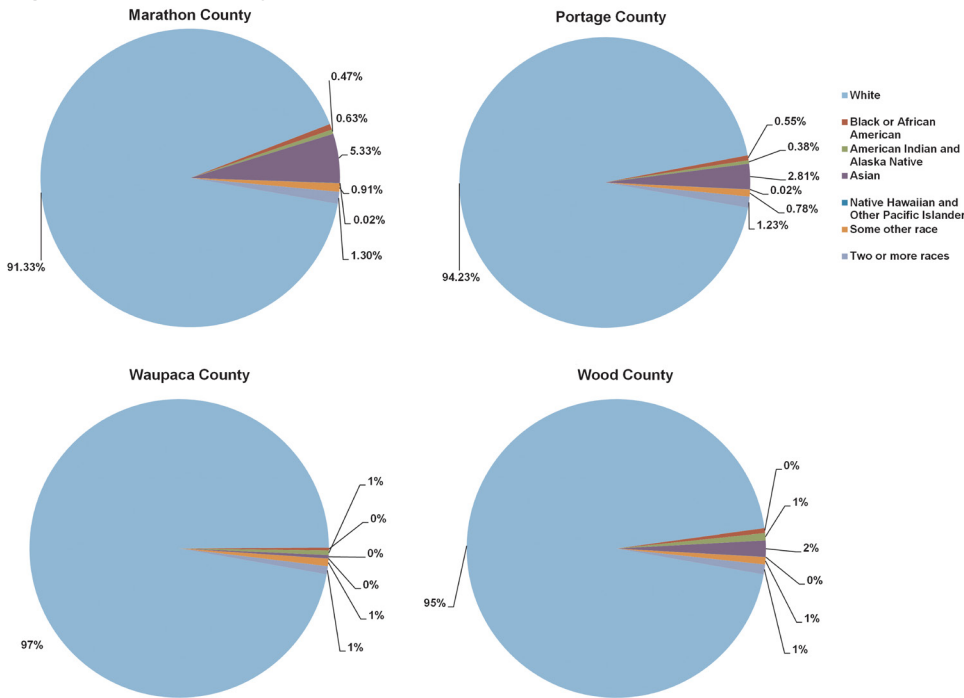 Marathon County
0.47%
0.63%
5.33%
0.91%
0.02%
1.30%
91.33%
Portage County
0.55%
0.38%
2.81%
0.02%
0.78%
1.23%
94.23%
White
Black or African
American
American Indian and
Alaska Native
Asian
Native Hawaiian and
Other Pacific Islander
Some other race
Two or more races
Waupaca County
1%
0%
0%
0%
1%
1%
97%
Wood County
0%
1%
2%
0%
1%
1%
95%